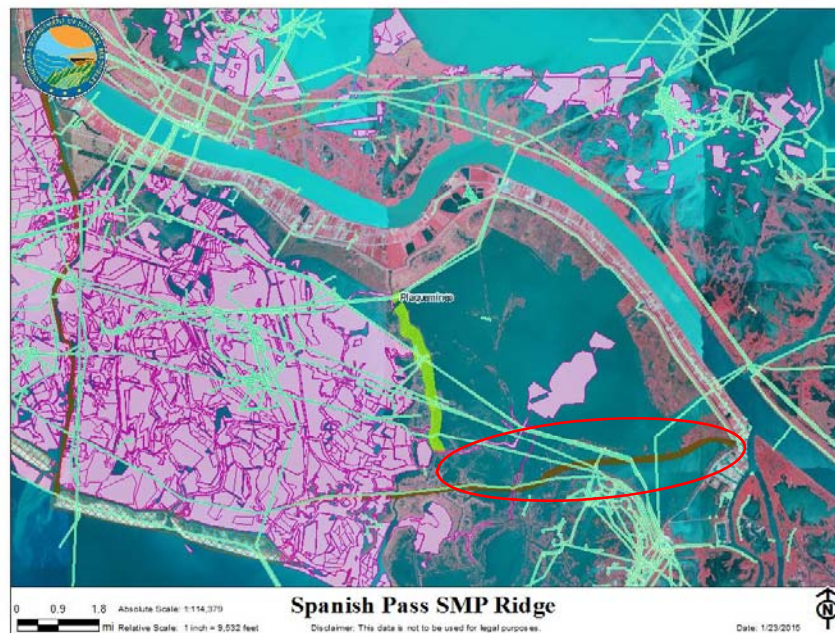 Plaquemines
0 0.9 1.8
mi
Absolute Scale: 1:114,379
Relative Scale: 1 inch = 9,532 feet
Spanish Pass SMP Ridge
Disclaimer: This data is not to be used for legal purposes.
N
Date: 1/23/2015